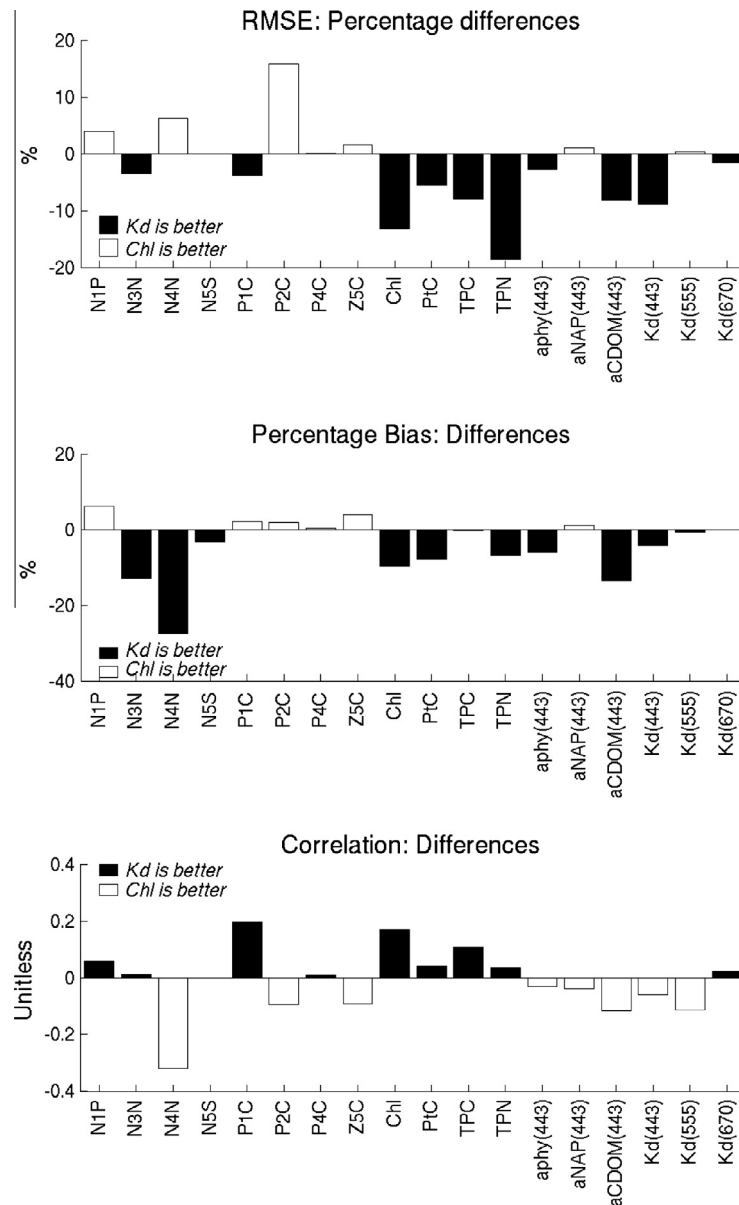 RMSE: Percentage differences
20
10
0
-10
-20
%
Kd is better
Chl is better
N1P
N3N
N4N
N5S
P1C
P2C
P4C
Z5C
Chl
PtC
TPC
TPN
aphy(443)
aNAP(443)
aCDOM(443)
Kd(443)
Kd(555)
Kd(670)
Percentage Bias: Differences
20
0
-20
-40
%
Kd is better
Chl is better
N1P
N3N
N4N
N5S
P1C
P2C
P4C
Z5C
Chl
PtC
TPC
TPN
aphy(443)
aNAP(443)
aCDOM(443)
Kd(443)
Kd(555)
Kd(670)
Correlation: Differences
0.4
0.2
0
-0.2
-0.4
Unitless
Kd is better
Chl is better
N1P
N3N
N4N
N5S
P1C
P2C
P4C
Z5C
Chl
PtC
TPC
TPN
aphy(443)
aNAP(443)
aCDOM(443)
Kd(443)
Kd(555)
Kd(670)